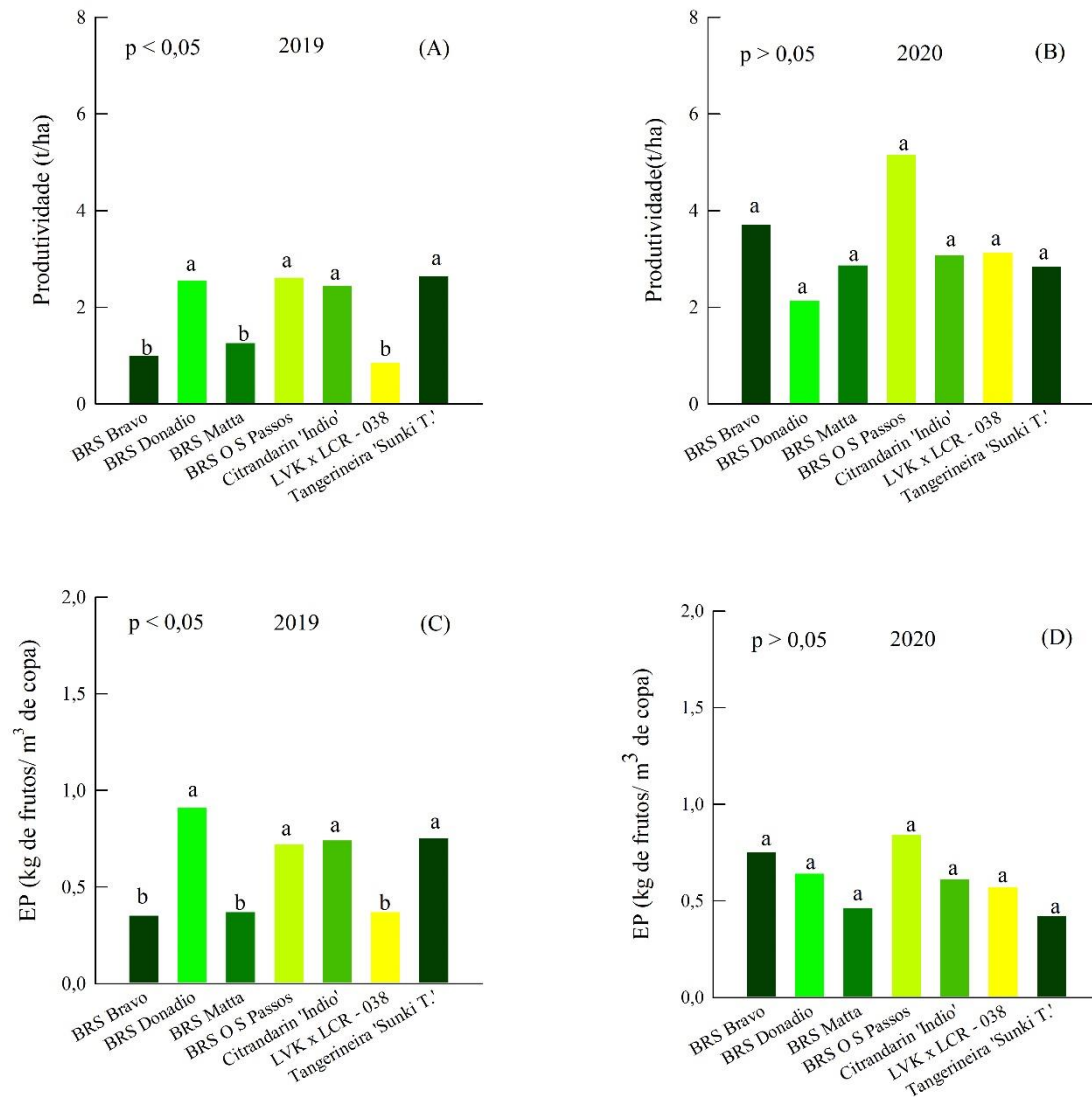 8
p < 0,05 2019 (A)
6
Produtividade (t/ha)
4
a a a a
2
b b b
0
BRS Bravo
BRS Donadio
BRS Matta
BRS O S Passos
Citrandarin 'Indio'
LVK x LCR - 038
Tangerineira 'Sunki T.'
8
p > 0,05 2020 (B)
6
Produtividade(t/ha)
a
4
a a a a a a
2
0
BRS Bravo
BRS Donadio
BRS Matta
BRS O S Passos
Citrandarin 'Indio'
LVK x LCR - 038
Tangerineira 'Sunki T.'
2,0
p < 0,05 2019 (C)
1,5
EP (kg de frutos/ m³ de copa)
1,0
a a a a
0,5
b b b
0,0
BRS Bravo
BRS Donadio
BRS Matta
BRS O S Passos
Citrandarin 'Indio'
LVK x LCR - 038
Tangerineira 'Sunki T.'
2,0
p > 0,05 2020 (D)
1,5
EP (kg de frutos/ m³ de copa)
1,0
a a a a a a a
0,5
0,0
BRS Bravo
BRS Donadio
BRS Matta
BRS O S Passos
Citrandarin 'Indio'
LVK x LCR - 038
Tangerineira 'Sunki T.'